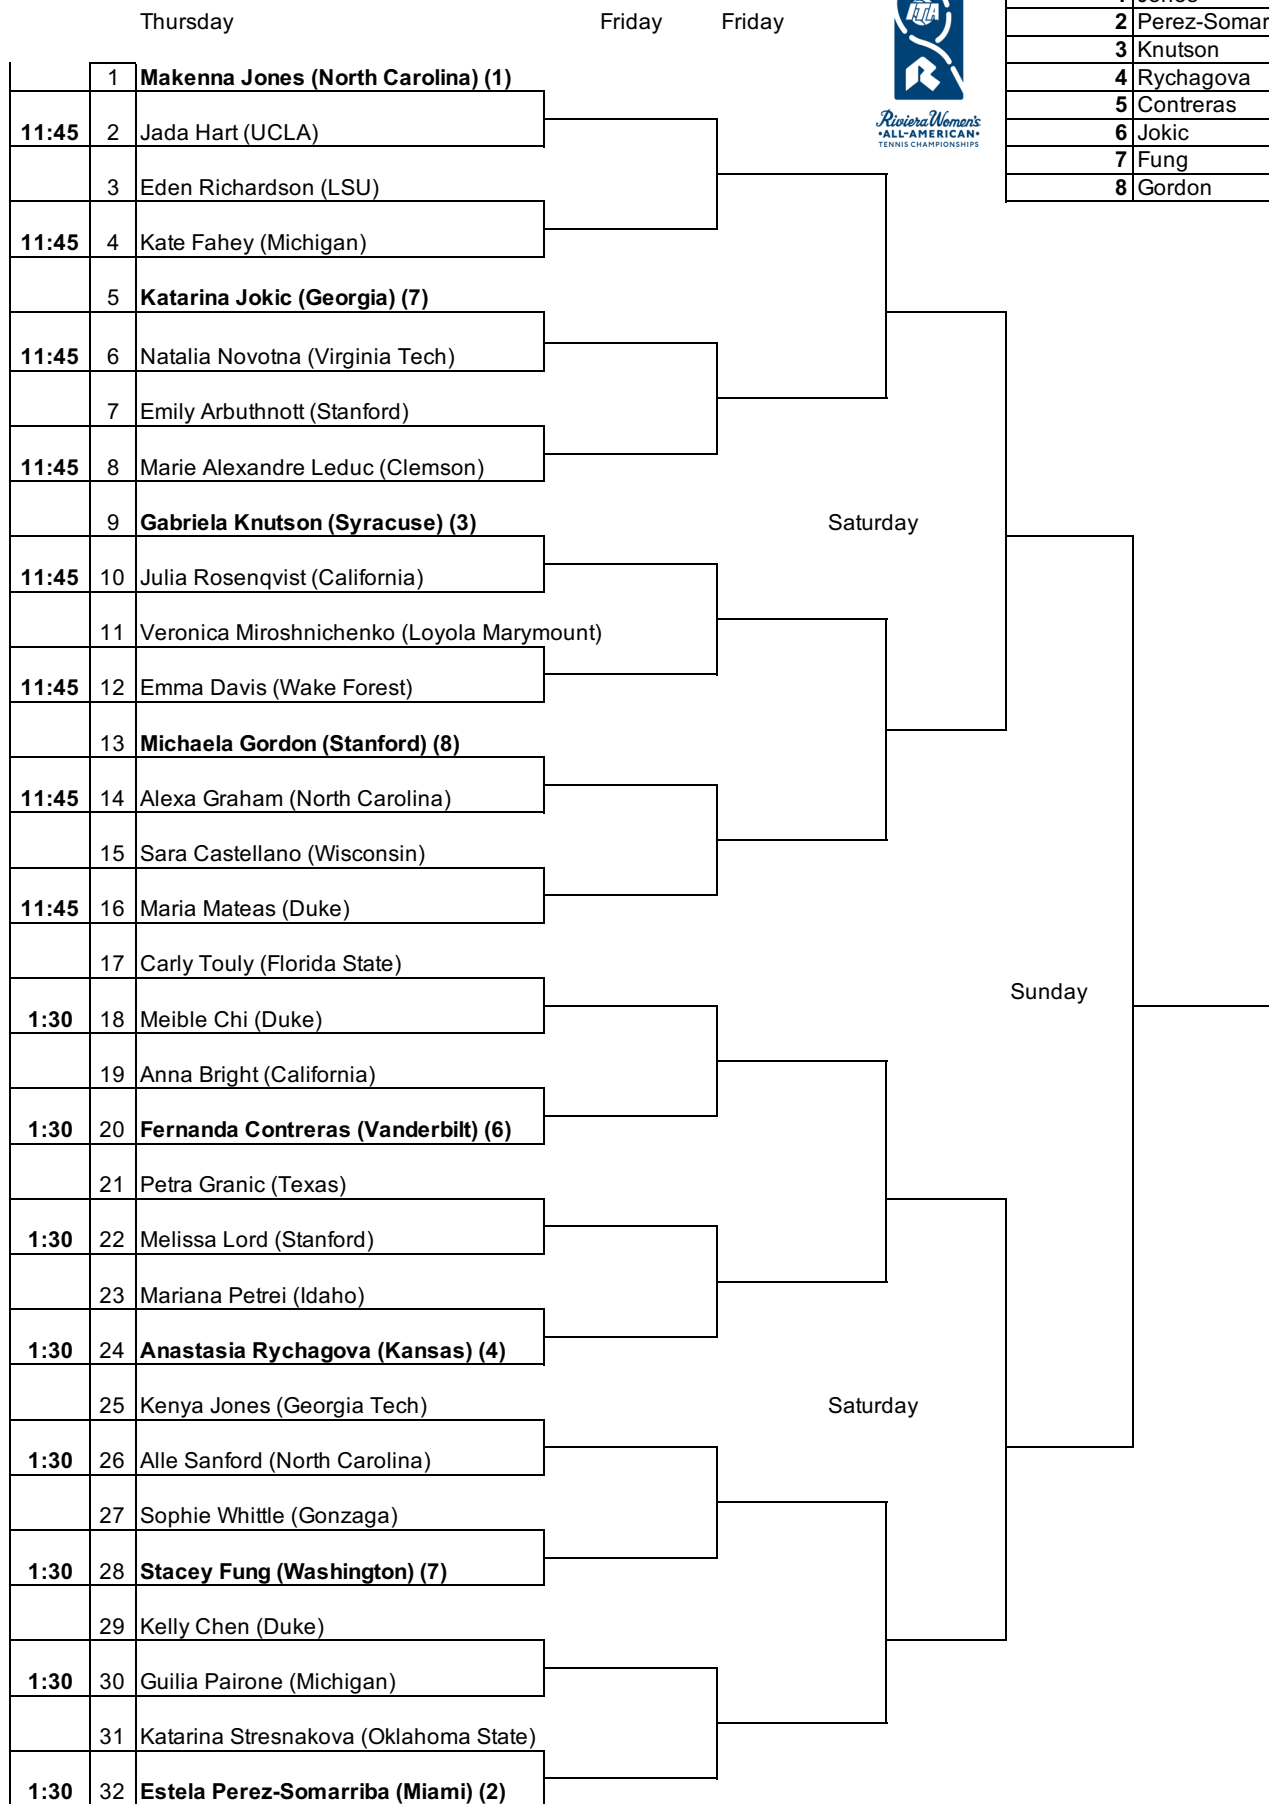 1 Jones
Thursday Friday Friday
ITA
2 Perez-Somar
3 Knutson
4 Rychagova
5 Contreras
6 Jokic
7 Fung
8 Gordon
R
Riviera Women's
•ALL-AMERICAN•
TENNIS CHAMPIONSHIPS
1 Makenna Jones (North Carolina) (1)
11:45 2 Jada Hart (UCLA)
3 Eden Richardson (LSU)
11:45 4 Kate Fahey (Michigan)
5 Katarina Jokic (Georgia) (7)
11:45 6 Natalia Novotna (Virginia Tech)
7 Emily Arbuthnott (Stanford)
11:45 8 Marie Alexandre Leduc (Clemson)
9 Gabriela Knutson (Syracuse) (3) Saturday
11:45 10 Julia Rosenqvist (California)
11 Veronica Miroshnichenko (Loyola Marymount)
11:45 12 Emma Davis (Wake Forest)
13 Michaela Gordon (Stanford) (8)
11:45 14 Alexa Graham (North Carolina)
15 Sara Castellano (Wisconsin)
11:45 16 Maria Mateas (Duke)
17 Carly Touly (Florida State)
Sunday
1:30 18 Meible Chi (Duke)
19 Anna Bright (California)
1:30 20 Fernanda Contreras (Vanderbilt) (6)
21 Petra Granic (Texas)
1:30 22 Melissa Lord (Stanford)
23 Mariana Petrei (Idaho)
1:30 24 Anastasia Rychagova (Kansas) (4)
25 Kenya Jones (Georgia Tech) Saturday
1:30 26 Alle Sanford (North Carolina)
27 Sophie Whittle (Gonzaga)
1:30 28 Stacey Fung (Washington) (7)
29 Kelly Chen (Duke)
1:30 30 Guilia Pairone (Michigan)
31 Katarina Stresnakova (Oklahoma State)
1:30 32 Estela Perez-Somarriba (Miami) (2)